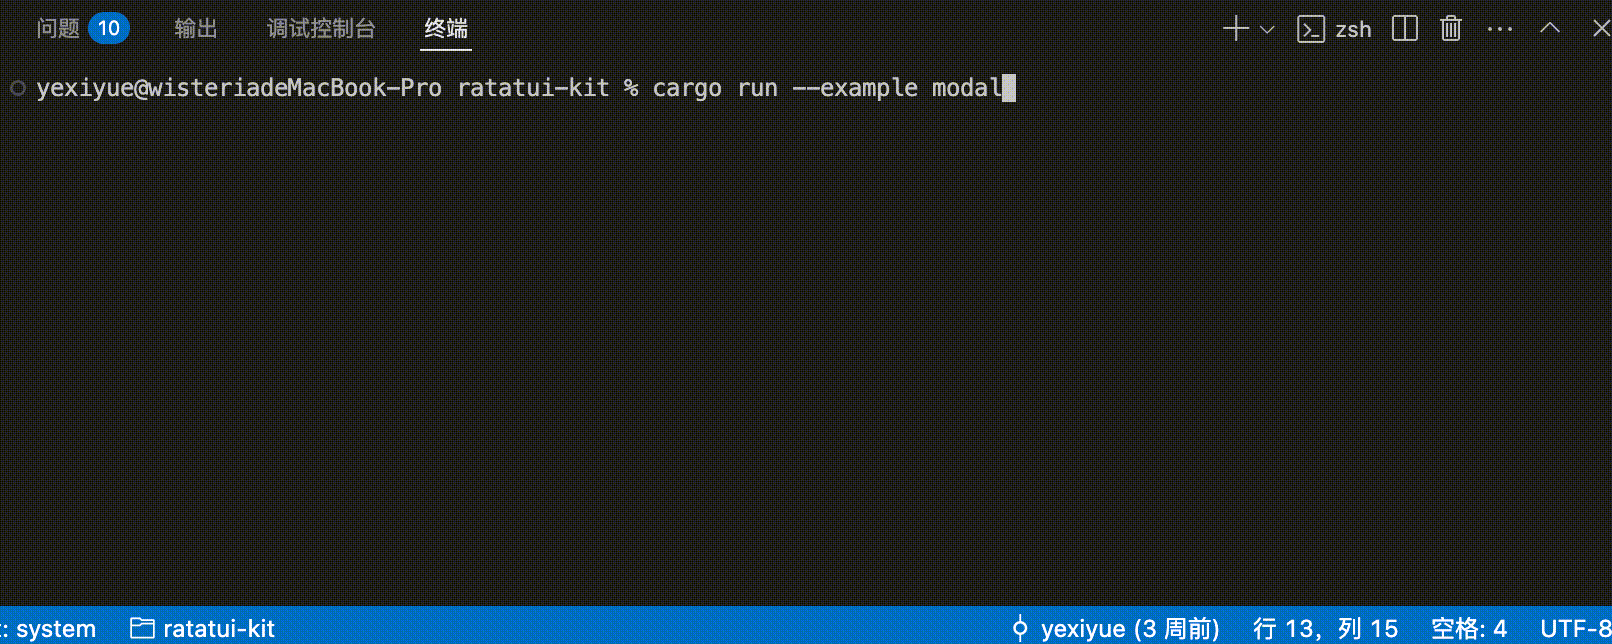 问题 10 输出 调试控制台 终端 zsh
yexiyue@wisteriadeMacBook-Pro ratatui-kit % cargo run --example modal
: system ratatui-kit yexiyue (3 周前) 行 13，列 15 空格: 4 UTF-8